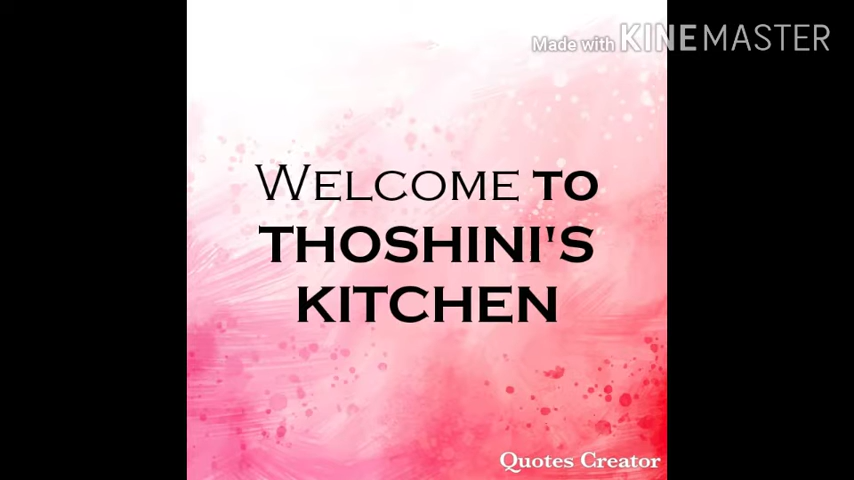 Made with KINEMASTER
WELCOME TO
THOSHINI'S
KITCHEN
Quotes Creator